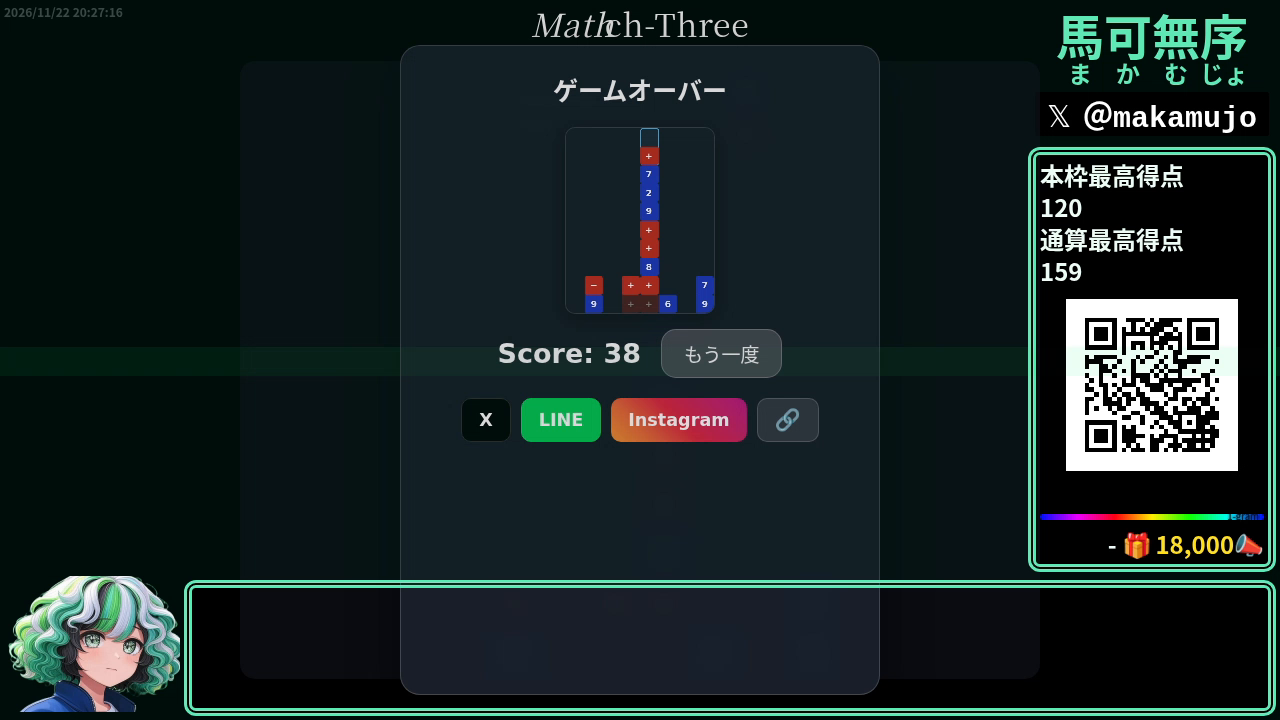 2026/11/22 20:27:16
Match-Three
ゲームオーバー
+
7
2
9
+
+
8
− + + 7
9 + + 6 9
Score: 38 もう一度
X LINE Instagram
馬可無序
まかむじょ
𝕏 @makamujo
本枠最高得点
120
通算最高得点
159
- 🎁18,000📣